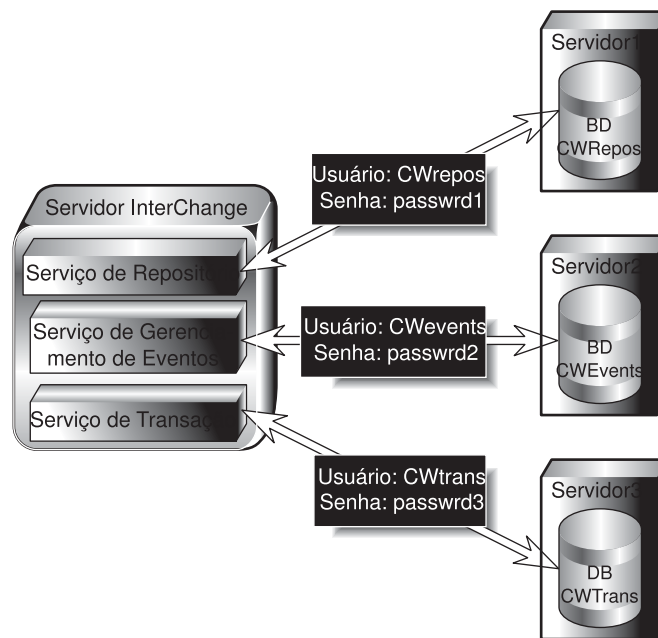 Servidor1
BD
CWRepos
Usuário: CWrepos
Senha: passwrd1
Servidor InterChange
Serviço de Reposit
Servidor2
BD
CWEvents
Serviço de Geren
mento de Eventos
Usuário: CWevents
Senha: passwrd2
Serviço de Transaç
Usuário: CWtrans
Senha: passwrd3
Servidor3
DB
CWTrans